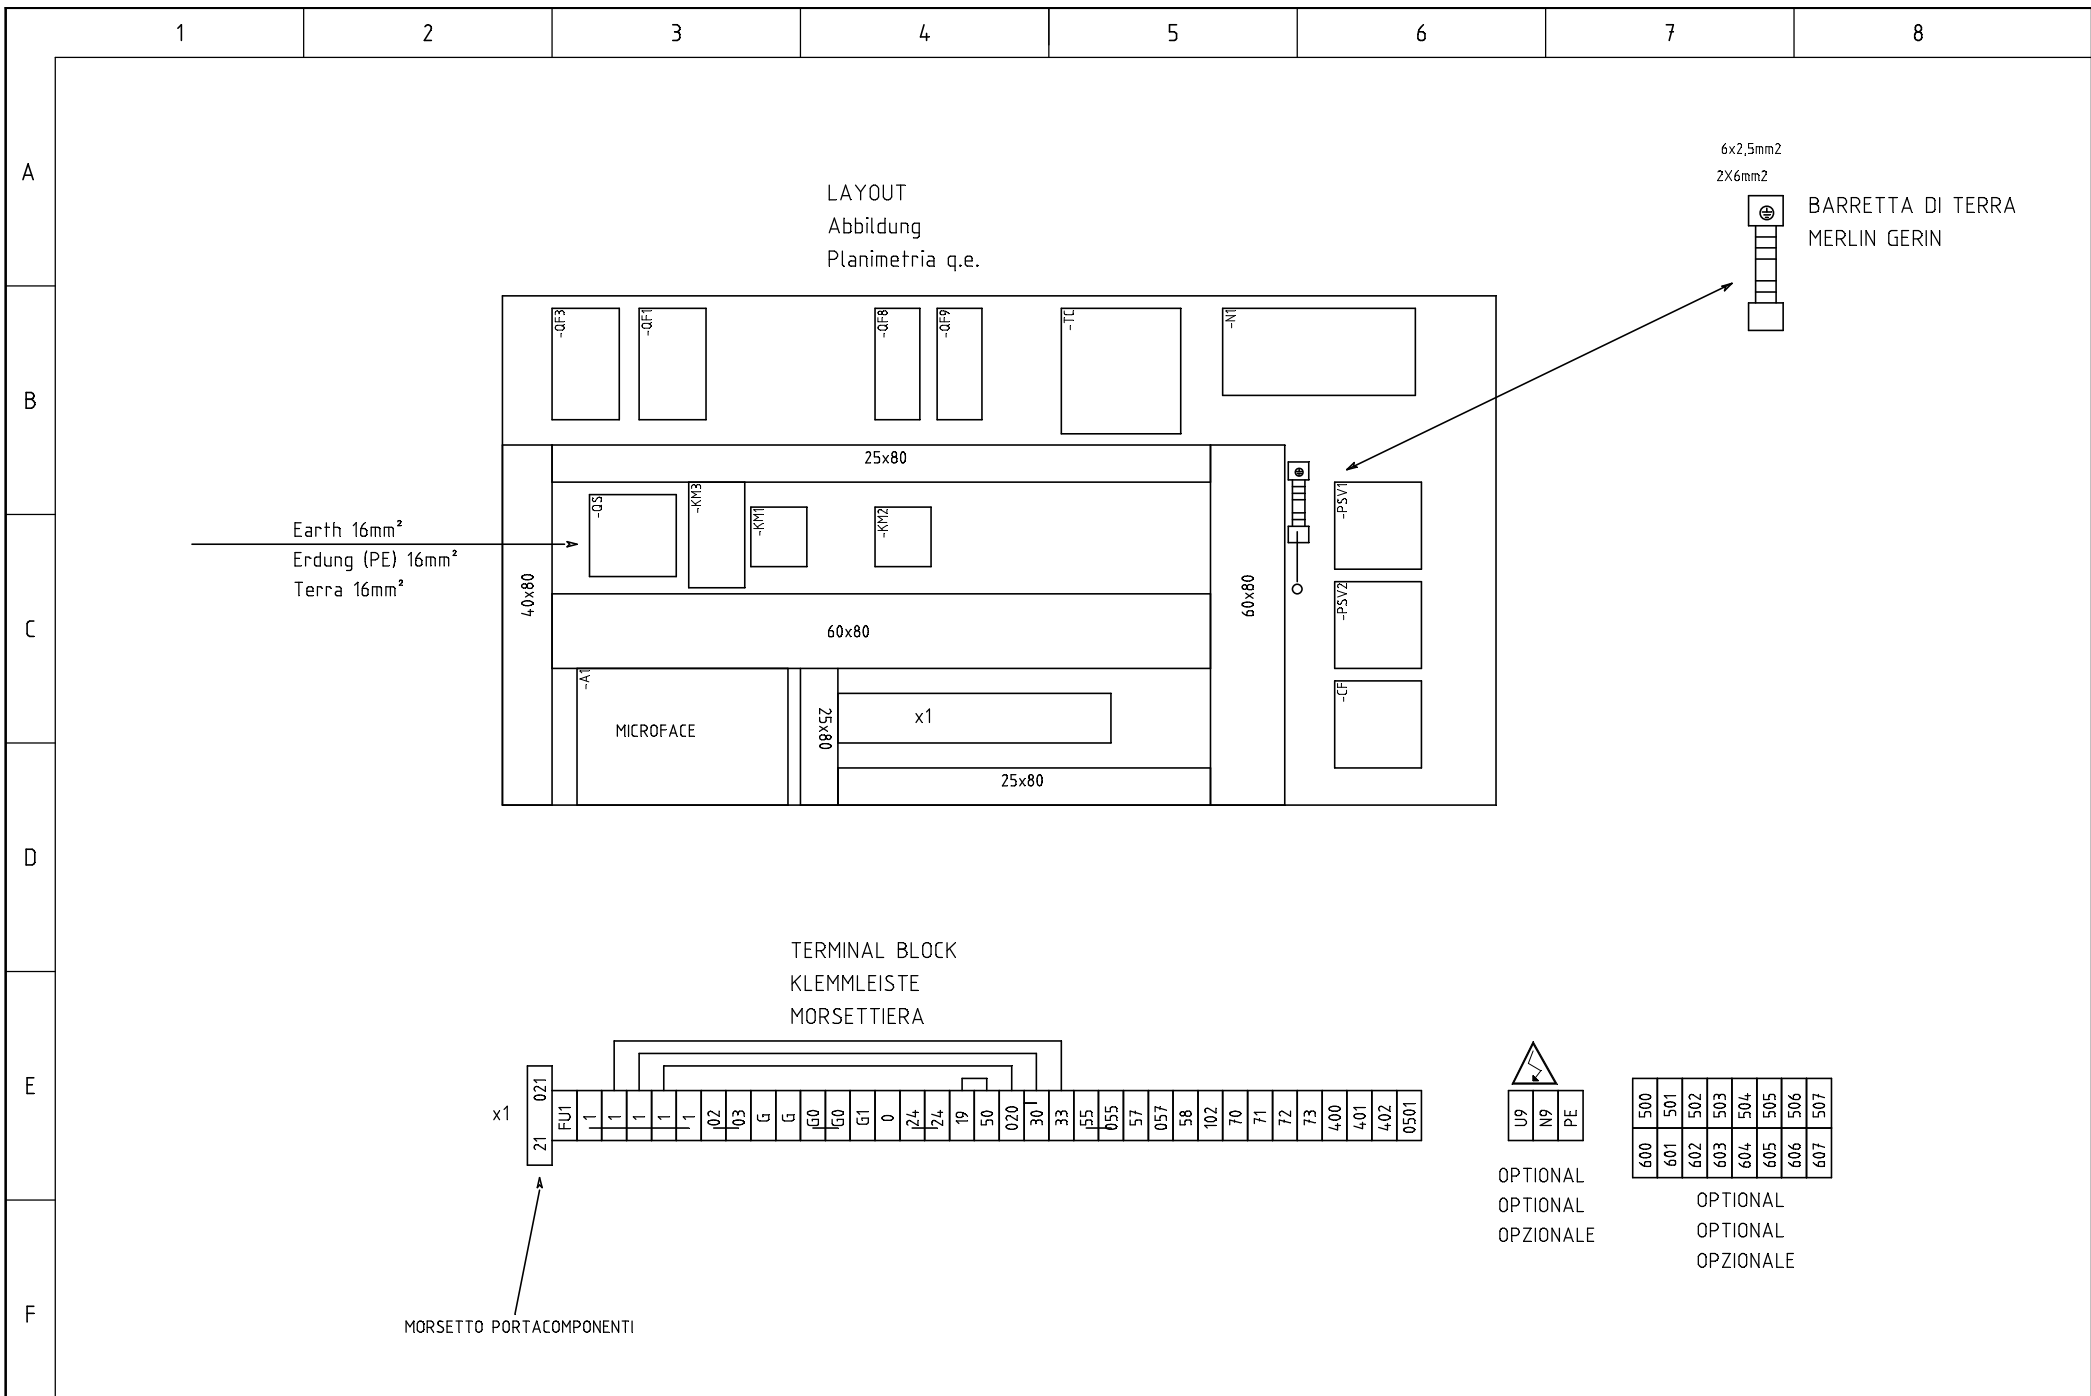 1 2 3 4 5 6 7 8
A
B
C
D
E
F
6x2,5mm2
2X6mm2
BARRETTA DI TERRA
MERLIN GERIN
LAYOUT
Abbildung
Planimetria q.e.
-QF3 -QF1 -QF8 -QF9 -TC -N1
25x80
-QS -KM3 -KM1 -KM2 -PSV1
Earth 16mm²
Erdung (PE) 16mm²
Terra 16mm²
40x80
60x80
60x80
-PSV2
-A1
MICROFACE
25x80
x1
-CF
25x80
TERMINAL BLOCK
KLEMMLEISTE
MORSETTIERA
x1
021
21
FU1 1 1 1 1 1 02 03 G G G0 G0 G1 0 24 24 19 50 020 30 33 55 055 57 057 58 102 70 71 72 73 400 401 402 0501
U9 N9 PE
500 501 502 503 504 505 506 507
600 601 602 603 604 605 606 607
OPTIONAL
OPTIONAL
OPZIONALE
OPTIONAL
OPTIONAL
OPZIONALE
MORSETTO PORTACOMPONENTI